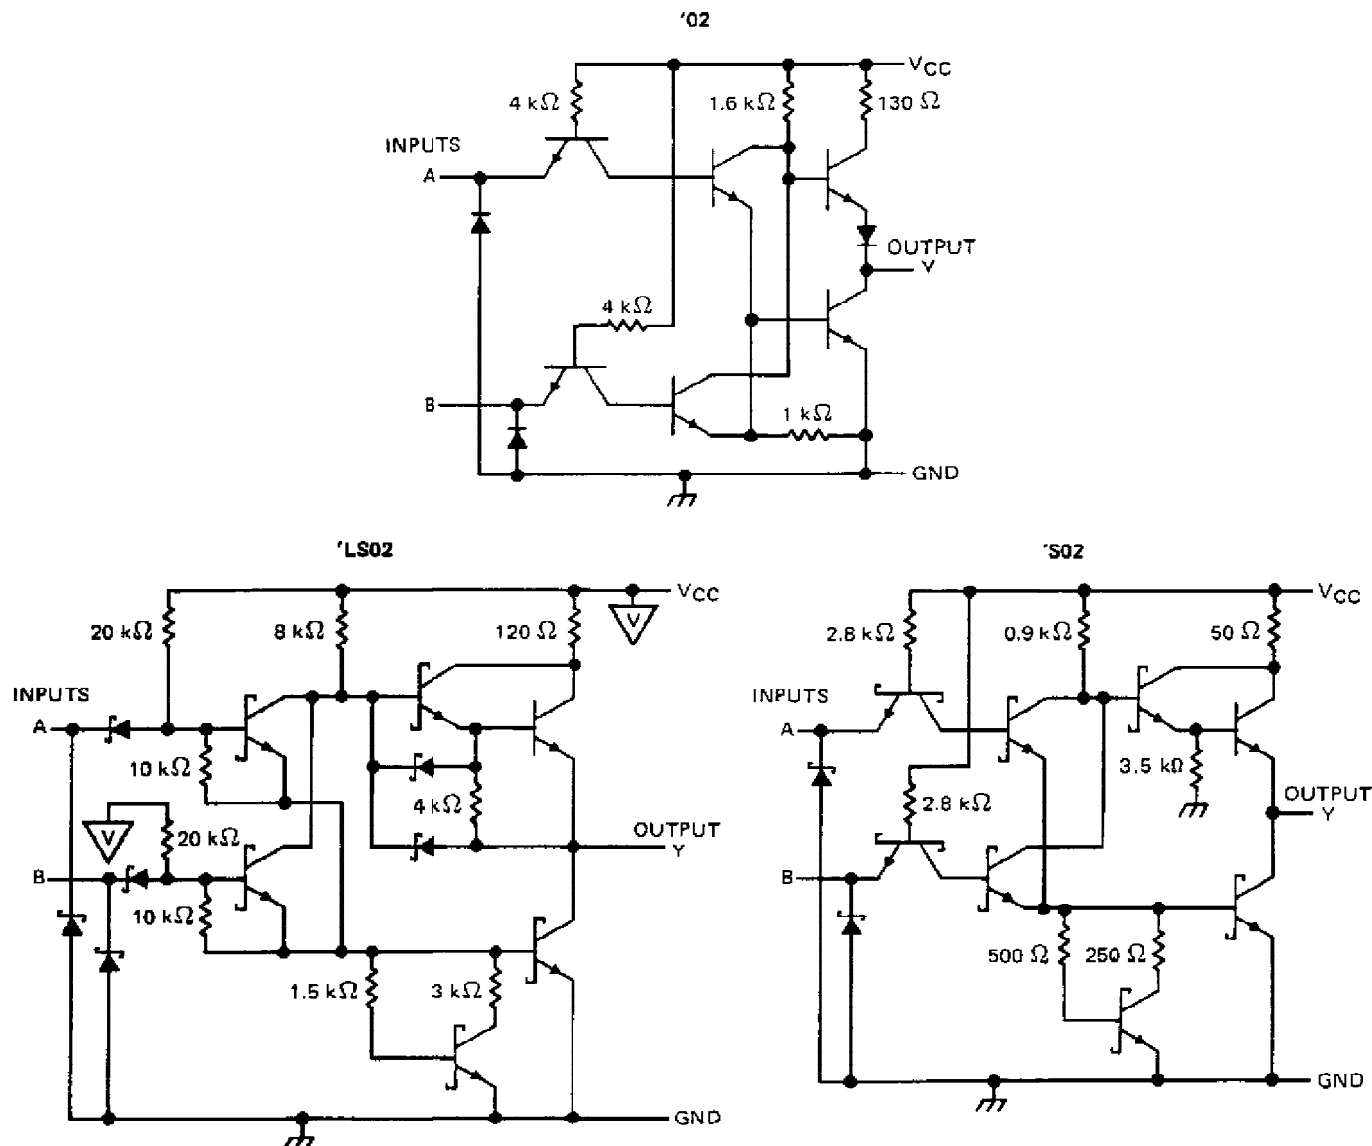 '02
VCC
4 kΩ
1.6 kΩ
130 Ω
INPUTS
A
OUTPUT
Y
4 kΩ
B
1 kΩ
GND
'LS02
VCC
V
20 kΩ
8 kΩ
120 Ω
INPUTS
A
10 kΩ
4 kΩ
V
20 kΩ
OUTPUT
Y
B
10 kΩ
1.5 kΩ
3 kΩ
GND
'S02
VCC
2.8 kΩ
0.9 kΩ
50 Ω
INPUTS
A
3.5 kΩ
2.8 kΩ
OUTPUT
Y
B
500 Ω
250 Ω
GND